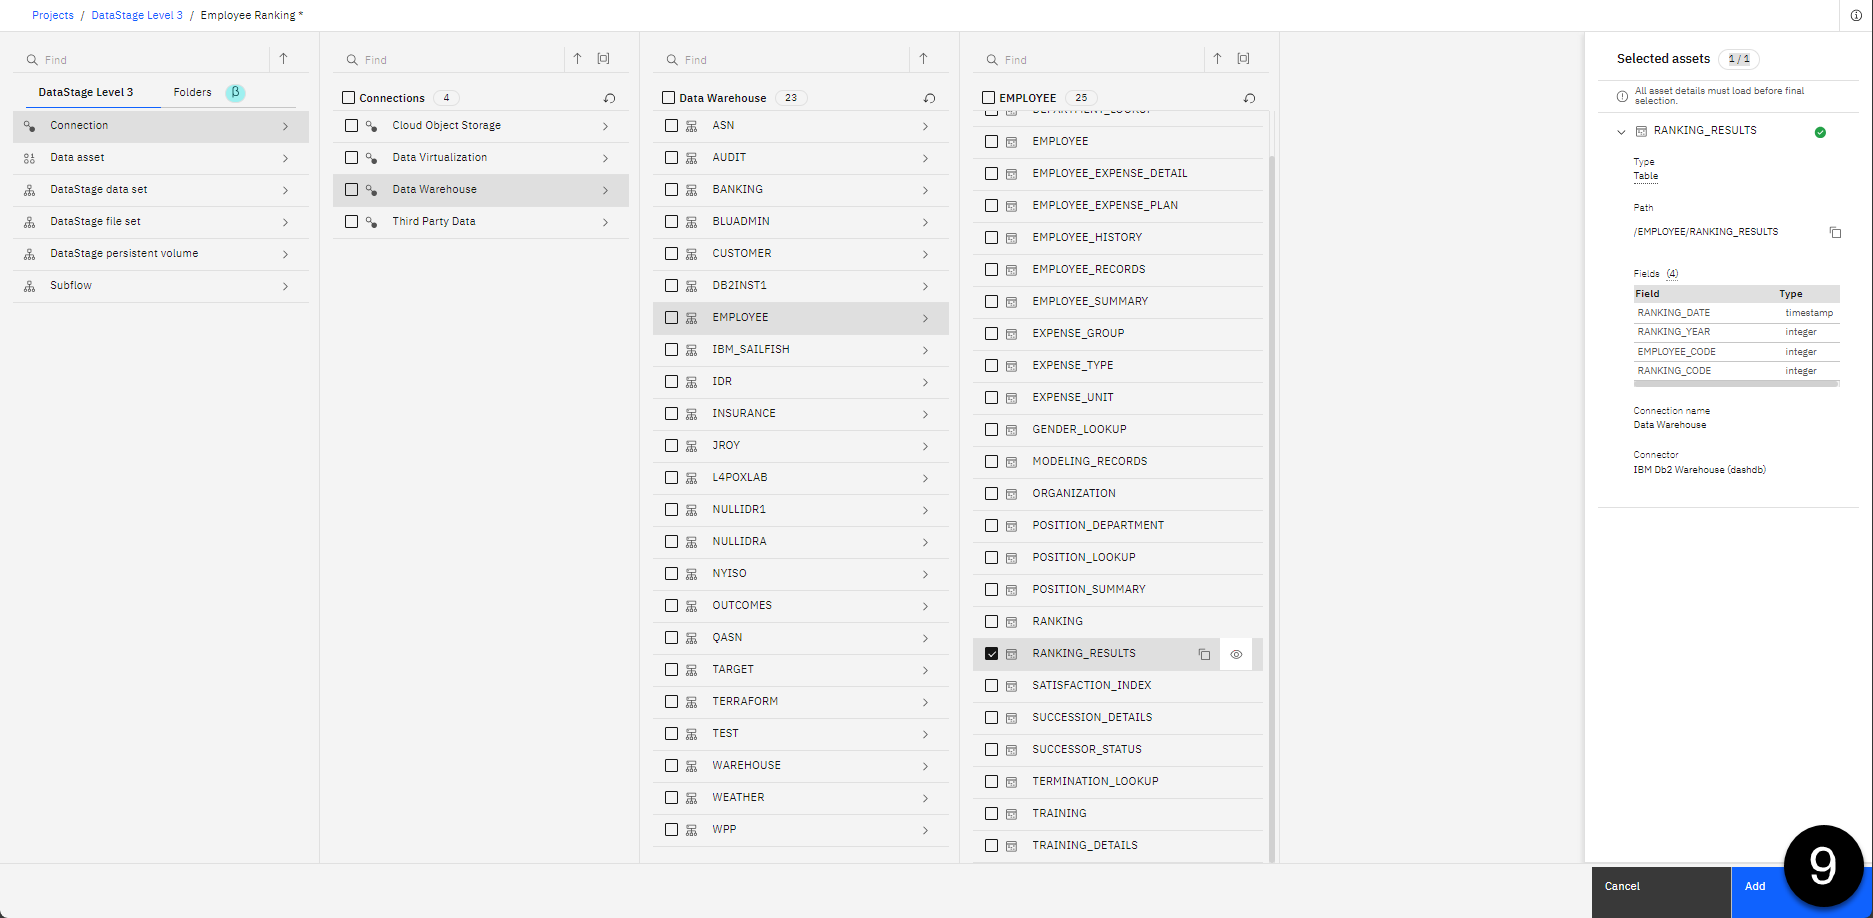 Projects / DataStage Level 3 / Employee Ranking *
Find
DataStage Level 3
Folders
β
Connection
Data asset
DataStage data set
DataStage file set
DataStage persistent volume
Subflow
Find
Connections 4
Cloud Object Storage
Data Virtualization
Data Warehouse
Third Party Data
Find
Data Warehouse 23
ASN
AUDIT
BANKING
BLUADMIN
CUSTOMER
DB2INST1
EMPLOYEE
IBM_SAILFISH
IDR
INSURANCE
JROY
L4POXLAB
NULLIDR1
NULLIDRA
NYISO
OUTCOMES
QASN
TARGET
TERRAFORM
TEST
WAREHOUSE
WEATHER
WPP
Find
EMPLOYEE 25
DEPARTMENT_LOOKUP
EMPLOYEE
EMPLOYEE_EXPENSE_DETAIL
EMPLOYEE_EXPENSE_PLAN
EMPLOYEE_HISTORY
EMPLOYEE_RECORDS
EMPLOYEE_SUMMARY
EXPENSE_GROUP
EXPENSE_TYPE
EXPENSE_UNIT
GENDER_LOOKUP
MODELING_RECORDS
ORGANIZATION
POSITION_DEPARTMENT
POSITION_LOOKUP
POSITION_SUMMARY
RANKING
RANKING_RESULTS
SATISFACTION_INDEX
SUCCESSION_DETAILS
SUCCESSOR_STATUS
TERMINATION_LOOKUP
TRAINING
TRAINING_DETAILS
Selected assets 1 / 1
All asset details must load before final
selection.
RANKING_RESULTS
Type
Table
Path
/EMPLOYEE/RANKING_RESULTS
Fields (4)
Field Type
RANKING_DATE timestamp
RANKING_YEAR integer
EMPLOYEE_CODE integer
RANKING_CODE integer
Connection name
Data Warehouse
Connector
IBM Db2 Warehouse (dashdb)
Cancel
Add
9